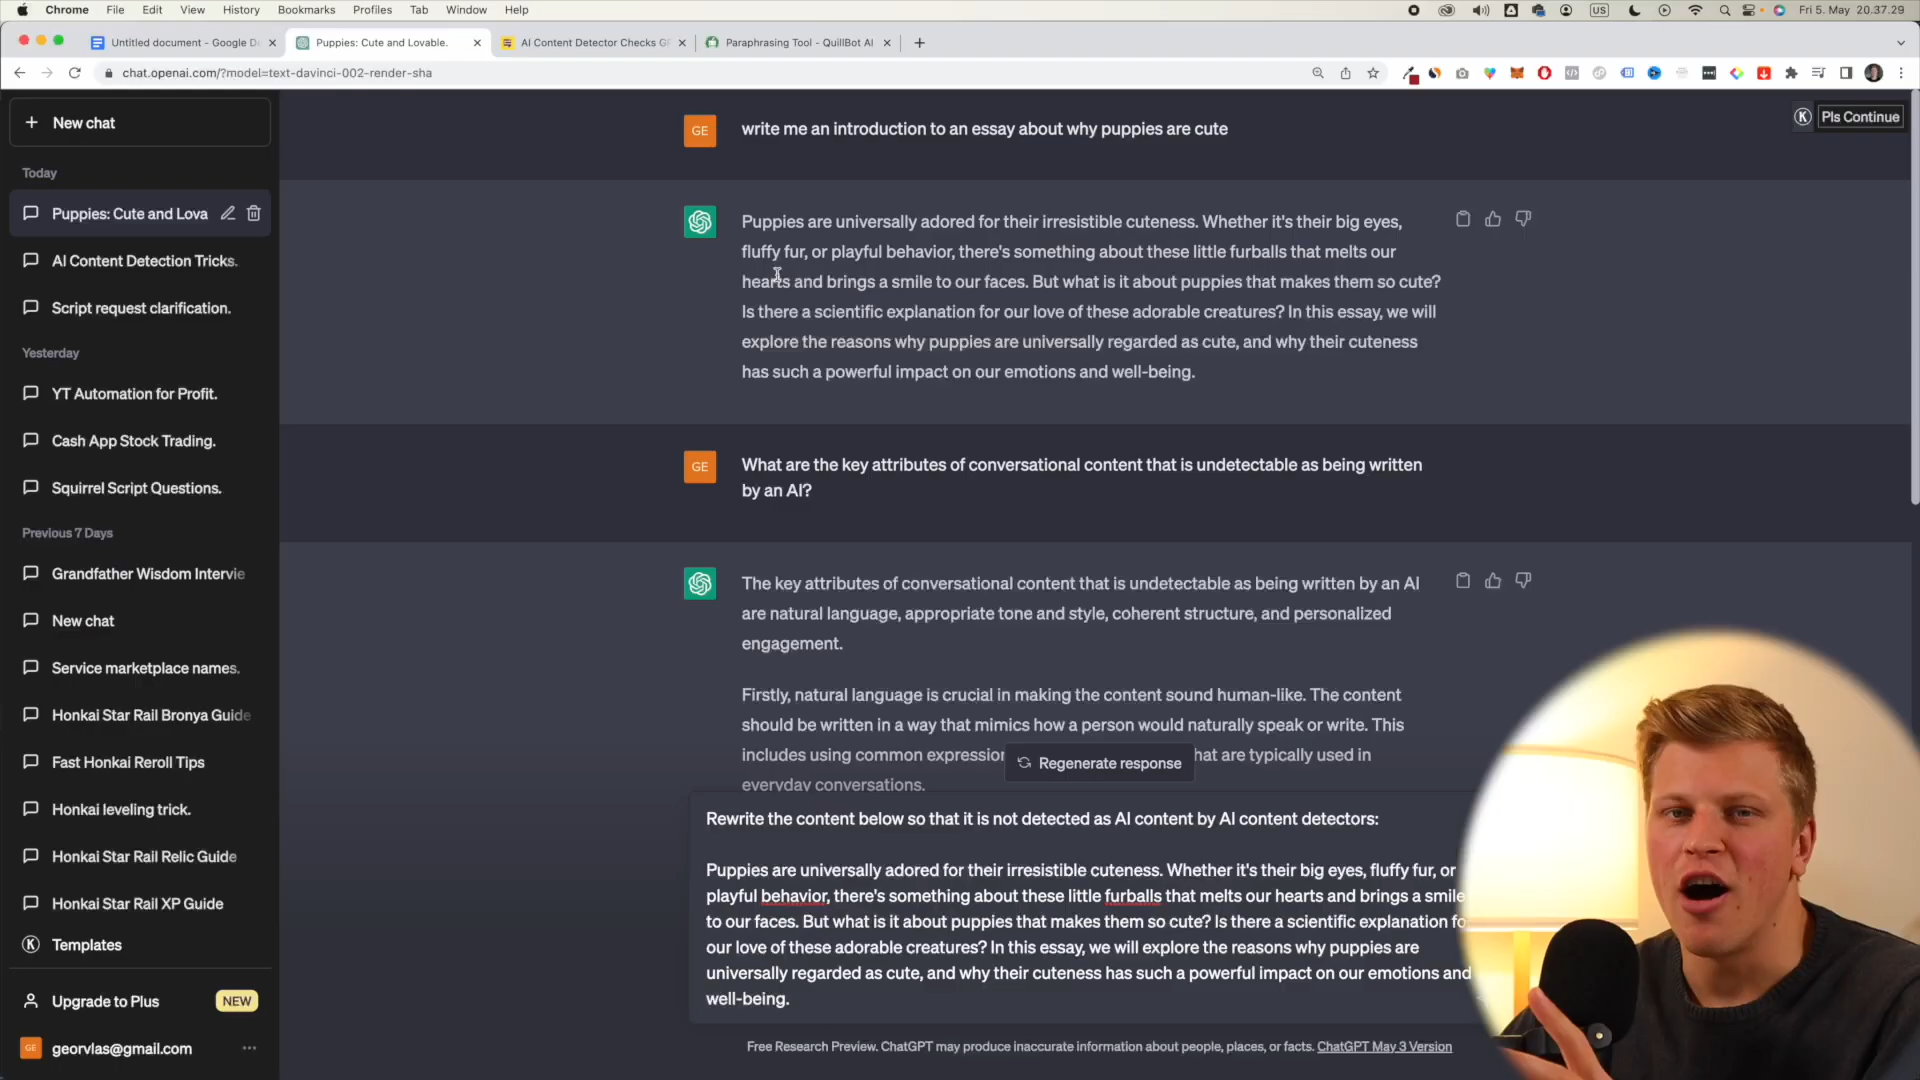 Chrome File Edit View History Bookmarks Profiles Tab Window Help US Fri 5. May 20.37.29
Untitled document - Google D
Puppies: Cute and Lovable.
AI Content Detector Checks GP
Paraphrasing Tool - QuillBot AI
chat.openai.com/?model=text-davinci-002-render-sha
+ New chat
Today
Puppies: Cute and Lova
AI Content Detection Tricks.
Script request clarification.
Yesterday
YT Automation for Profit.
Cash App Stock Trading.
Squirrel Script Questions.
Previous 7 Days
Grandfather Wisdom Intervie
New chat
Service marketplace names.
Honkai Star Rail Bronya Guide
Fast Honkai Reroll Tips
Honkai leveling trick.
Honkai Star Rail Relic Guide
Honkai Star Rail XP Guide
K Templates
Upgrade to Plus NEW
GE georvlas@gmail.com
K Pls Continue
GE write me an introduction to an essay about why puppies are cute
Puppies are universally adored for their irresistible cuteness. Whether it's their big eyes,
fluffy fur, or playful behavior, there's something about these little furballs that melts our
hearts and brings a smile to our faces. But what is it about puppies that makes them so cute?
Is there a scientific explanation for our love of these adorable creatures? In this essay, we will
explore the reasons why puppies are universally regarded as cute, and why their cuteness
has such a powerful impact on our emotions and well-being.
GE What are the key attributes of conversational content that is undetectable as being written
by an AI?
The key attributes of conversational content that is undetectable as being written by an AI
are natural language, appropriate tone and style, coherent structure, and personalized
engagement.
Firstly, natural language is crucial in making the content sound human-like. The content
should be written in a way that mimics how a person would naturally speak or write. This
includes using common expression hat are typically used in
Regenerate response
everyday conversations.
Rewrite the content below so that it is not detected as AI content by AI content detectors:
Puppies are universally adored for their irresistible cuteness. Whether it's their big eyes, fluffy fur, or
playful behavior, there's something about these little furballs that melts our hearts and brings a smile
to our faces. But what is it about puppies that makes them so cute? Is there a scientific explanation fo
our love of these adorable creatures? In this essay, we will explore the reasons why puppies are
universally regarded as cute, and why their cuteness has such a powerful impact on our emotions and
well-being.
Free Research Preview. ChatGPT may produce inaccurate information about people, places, or facts. ChatGPT May 3 Version